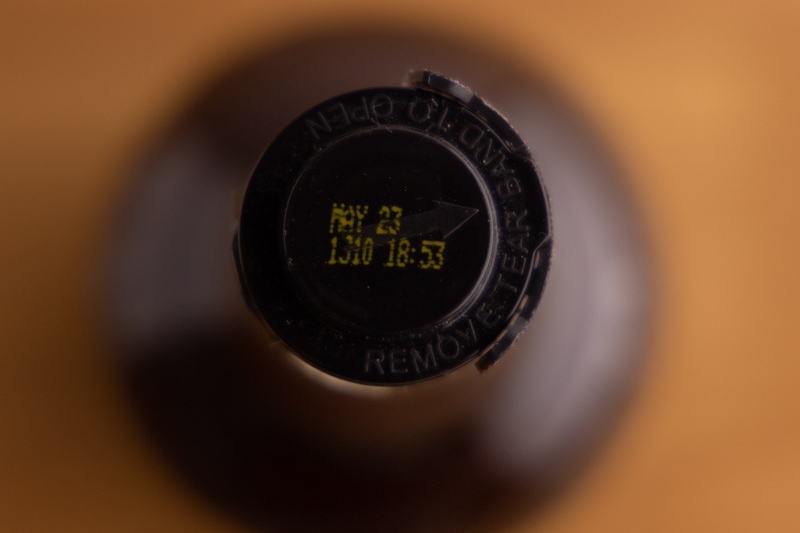 MAY 23
1J10 18:53
REMOVE TEAR BAND TO OPEN